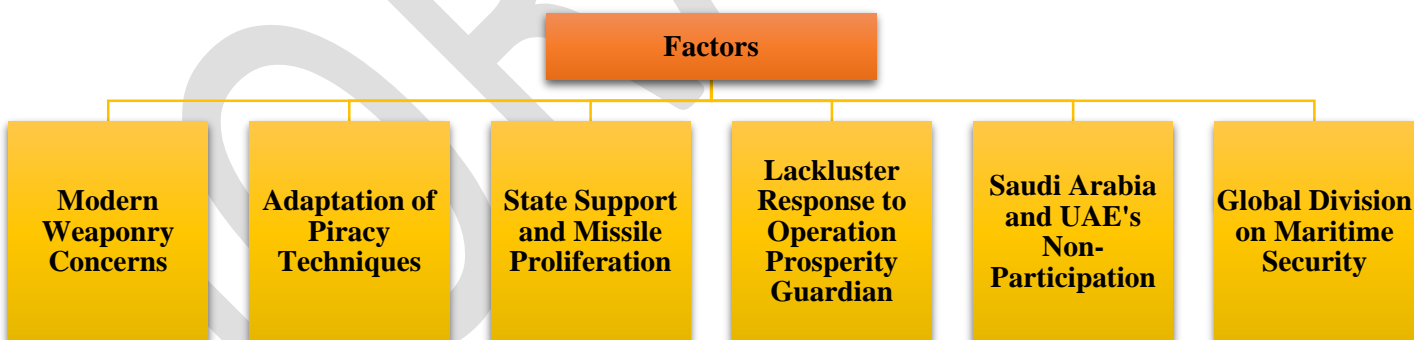 Factors
Modern
Weaponry
Concerns
Adaptation of
Piracy
Techniques
State Support
and Missile
Proliferation
Lackluster
Response to
Operation
Prosperity
Guardian
Saudi Arabia
and UAE's
Non-
Participation
Global Division
on Maritime
Security